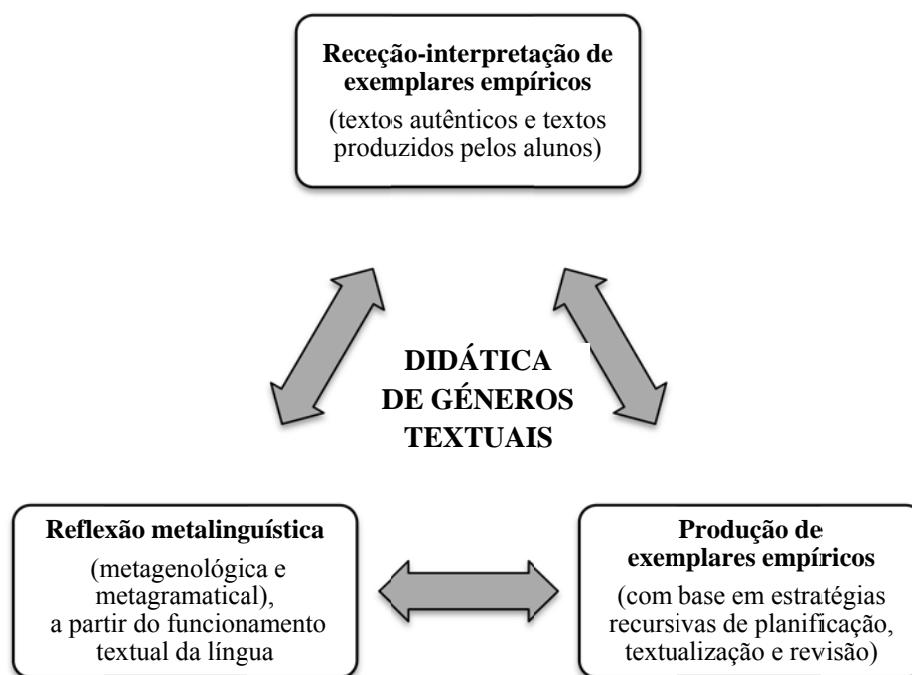 Receção-interpretação de
exemplares empíricos
(textos autênticos e textos
produzidos pelos alunos)
DIDÁTICA
DE GÉNEROS
TEXTUAIS
Reflexão metalinguística
(metagenológica e
metagramatical),
a partir do funcionamento
textual da língua
Produção de
exemplares empíricos
(com base em estratégias
recursivas de planificação,
textualização e revisão)